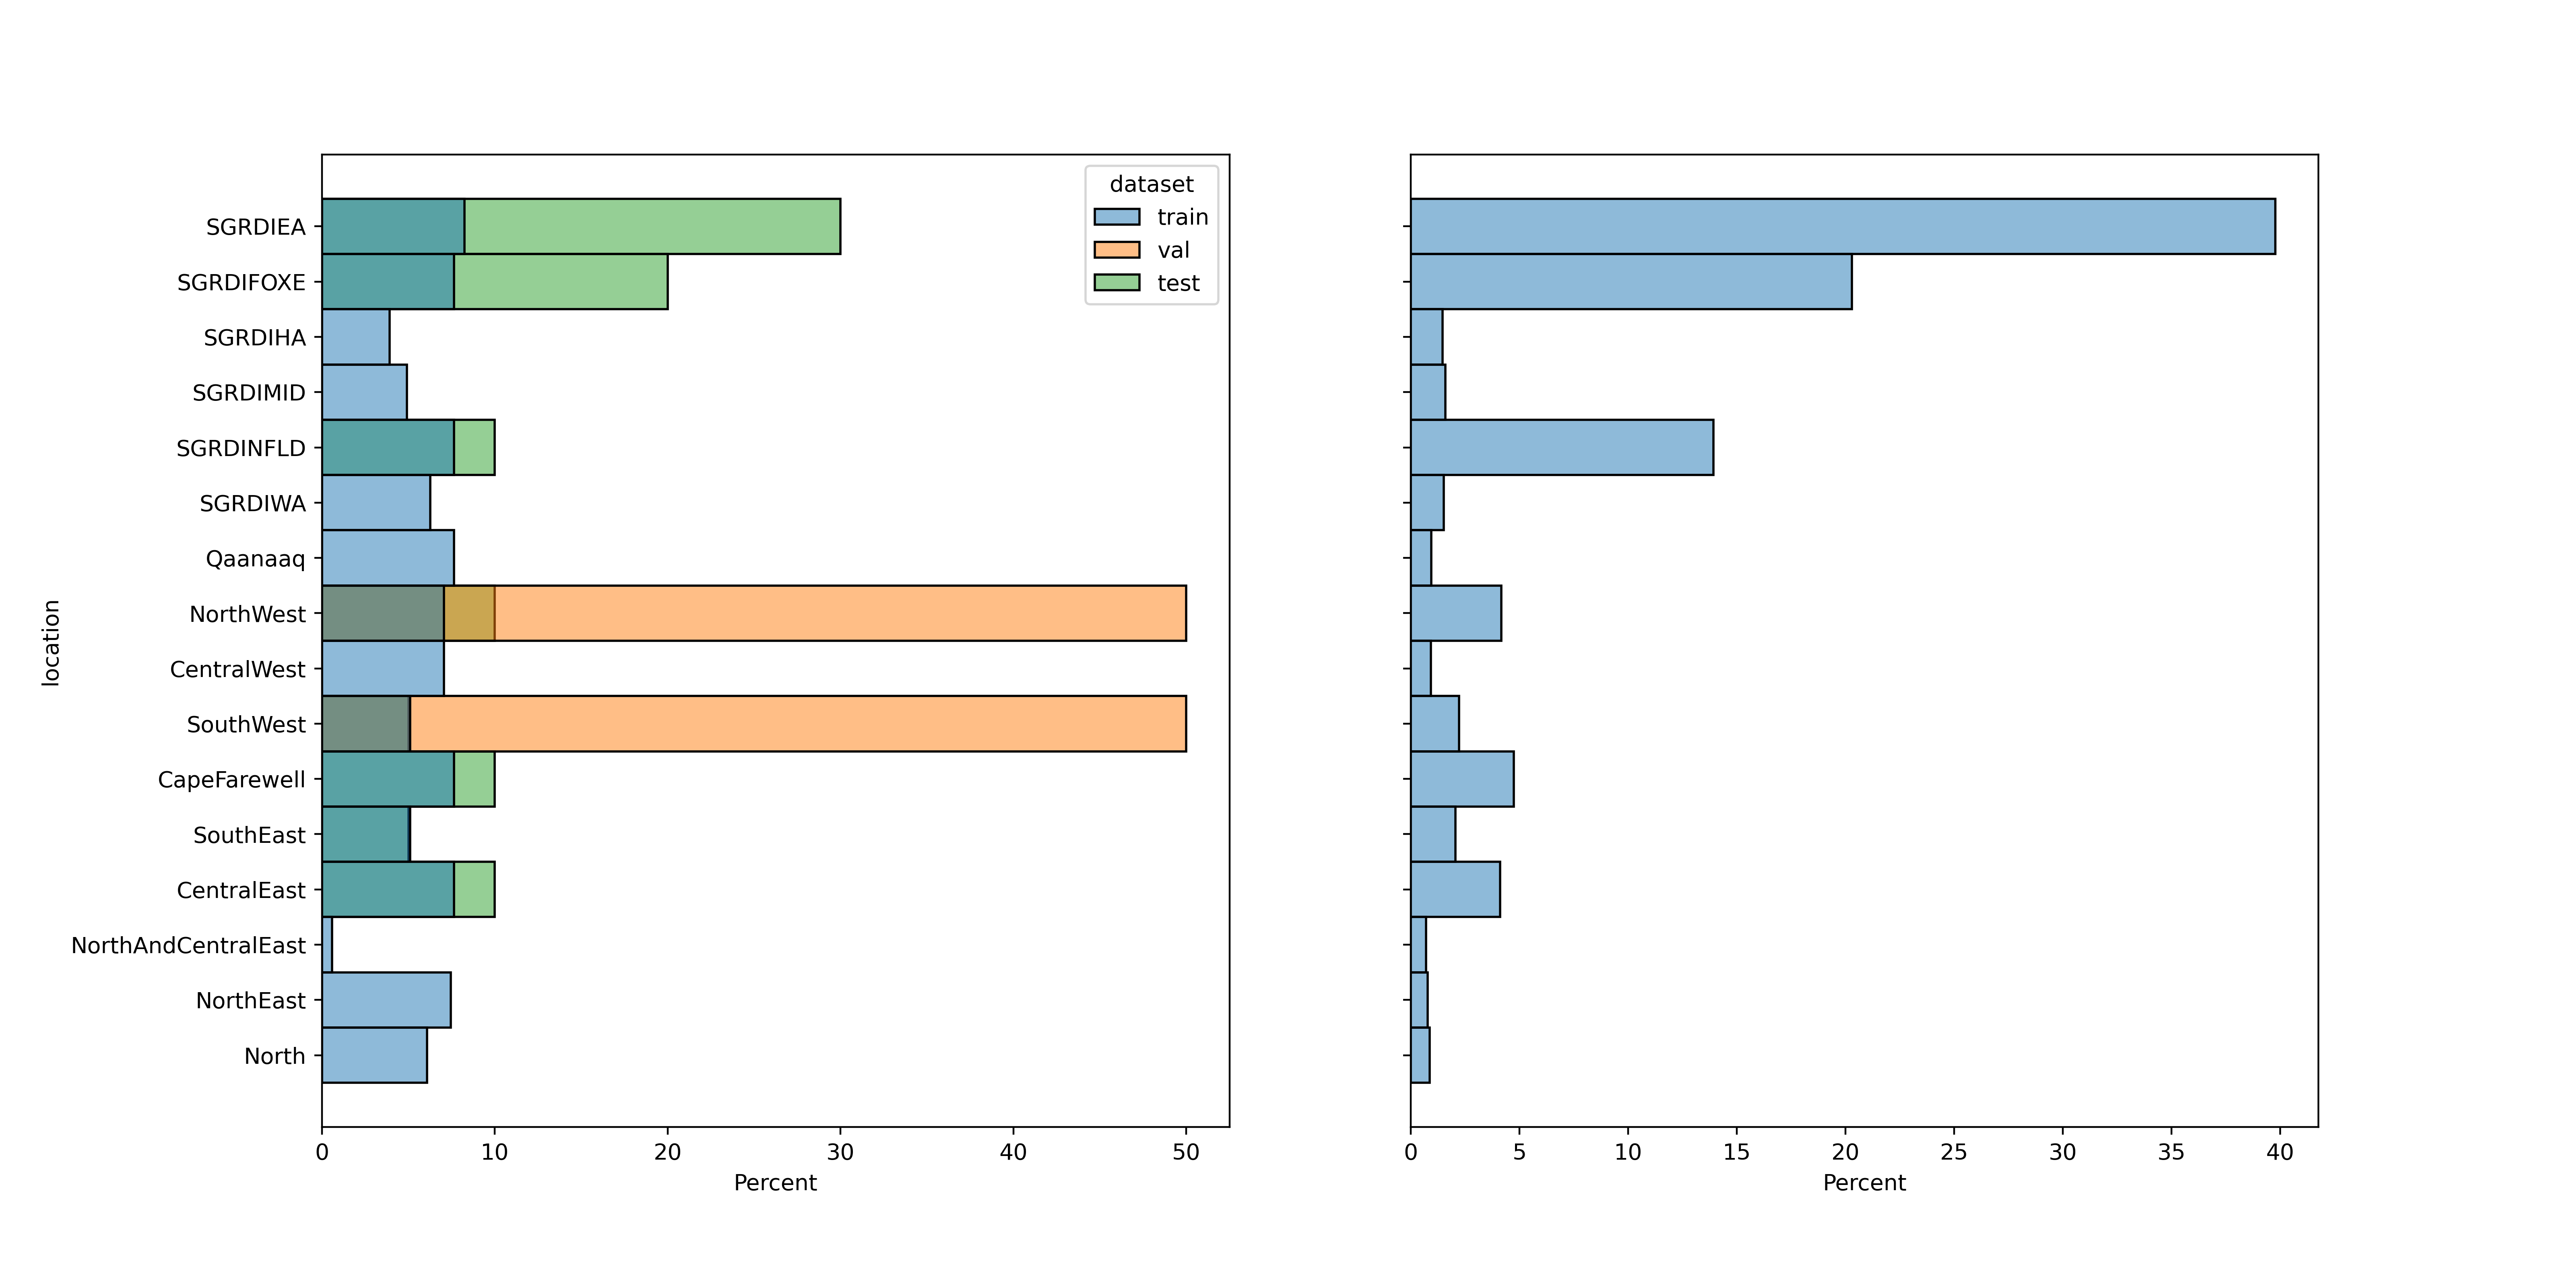 dataset
train
val
test
location
SGRDIEA
SGRDIFOXE
SGRDIHA
SGRDIMID
SGRDINFLD
SGRDIWA
Qaanaaq
NorthWest
CentralWest
SouthWest
CapeFarewell
SouthEast
CentralEast
NorthAndCentralEast
NorthEast
North
0 10 20 30 40 50
Percent
0 5 10 15 20 25 30 35 40
Percent